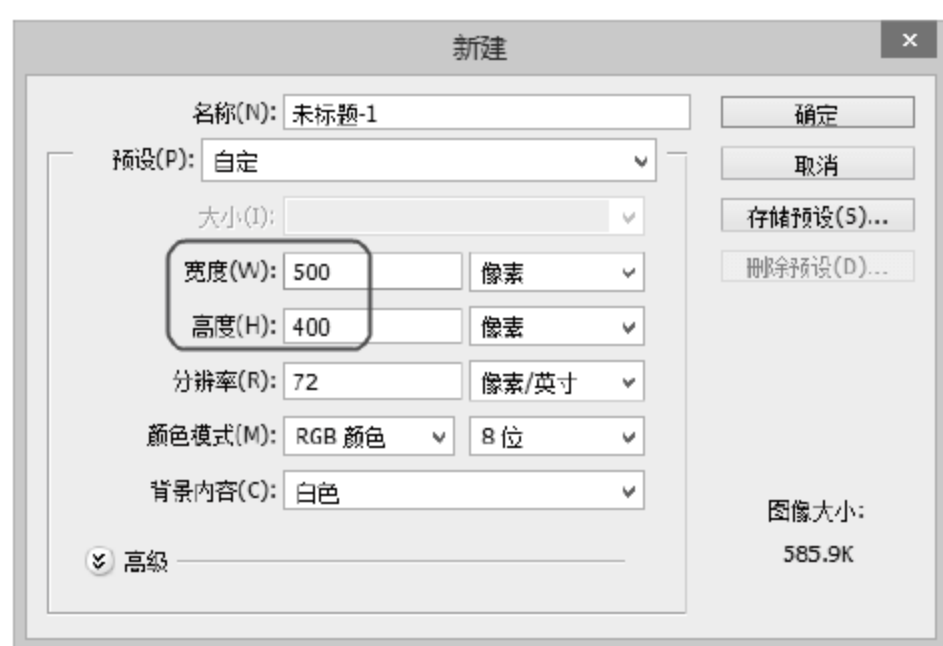 新建
×
名称(N): 未标题-1
确定
预设(P): 自定
取消
大小(I):
存储预设(S)...
宽度(W): 500 像素
删除预设(D)...
高度(H): 400 像素
分辨率(R): 72 像素/英寸
颜色模式(M): RGB 颜色 8 位
背景内容(C): 白色
图像大小:
585.9K
高级